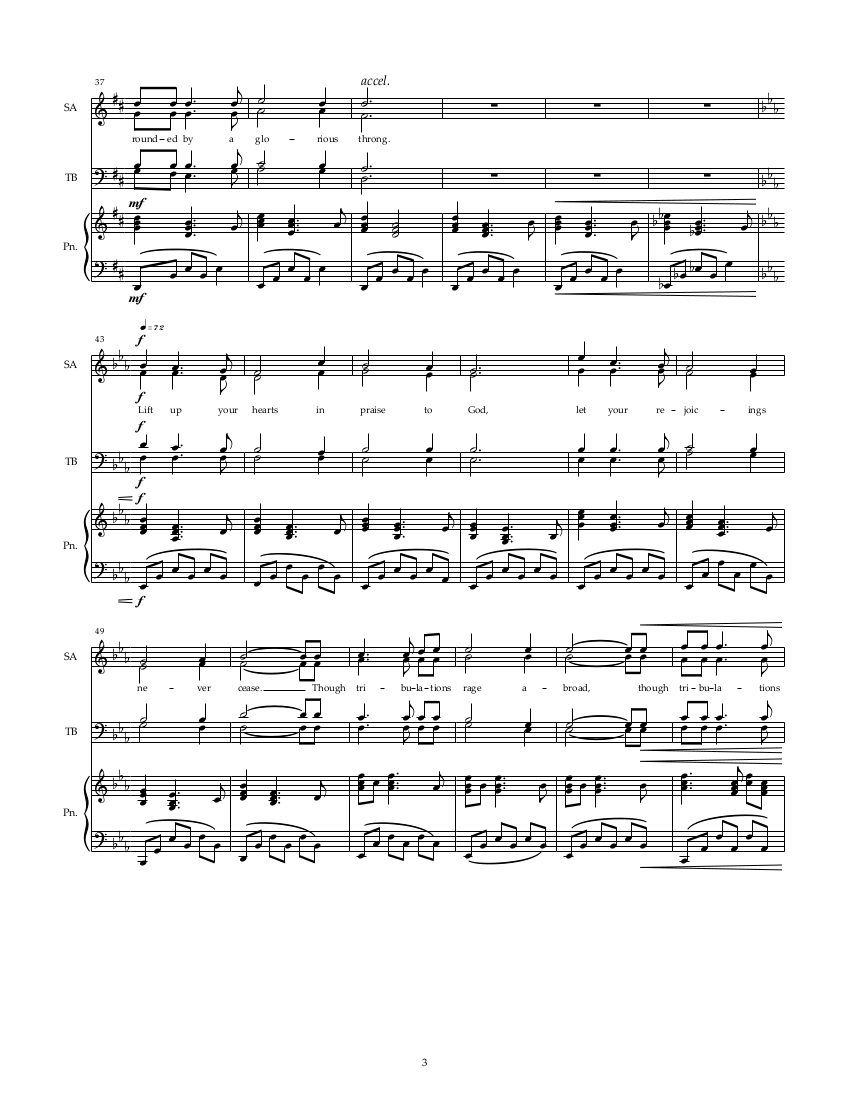 37
accel.
SA
round-ed by a glo - rious throng.
TB
mf
Pn.
mf
♩=72
43
f
SA
f
Lift up your hearts in praise to God, let your re-joic - ings
f
TB
f
f
Pn.
f
49
SA
ne - ver cease. Though tri - bu-la-tions rage a - broad, though tri-bu-la - tions
TB
Pn.
3